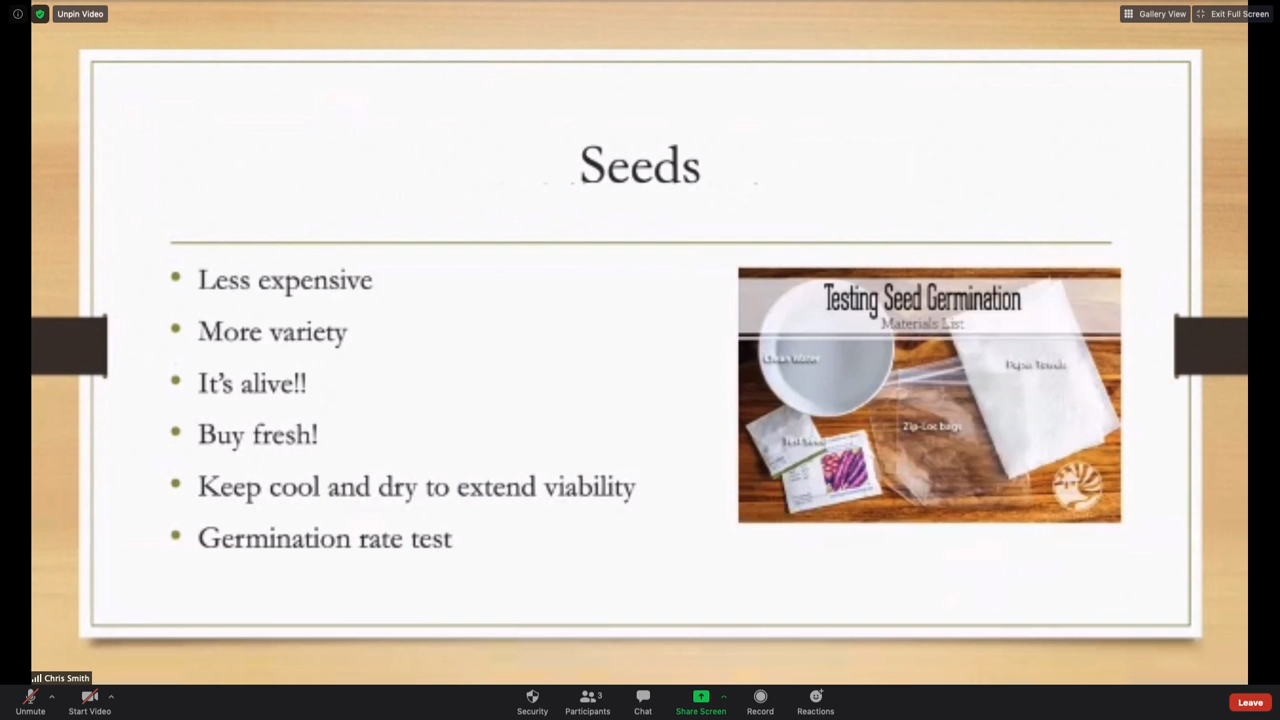 Unpin Video
Gallery View
Exit Full Screen
Seeds
• Less expensive
• More variety
• It's alive!!
• Buy fresh!
• Keep cool and dry to extend viability
• Germination rate test
Testing Seed Germination
Materials List
Clean Water
Paper Towels
Zip-Loc bags
Chris Smith
Unmute
Start Video
Security
Participants
3
Chat
Share Screen
Record
Reactions
Leave